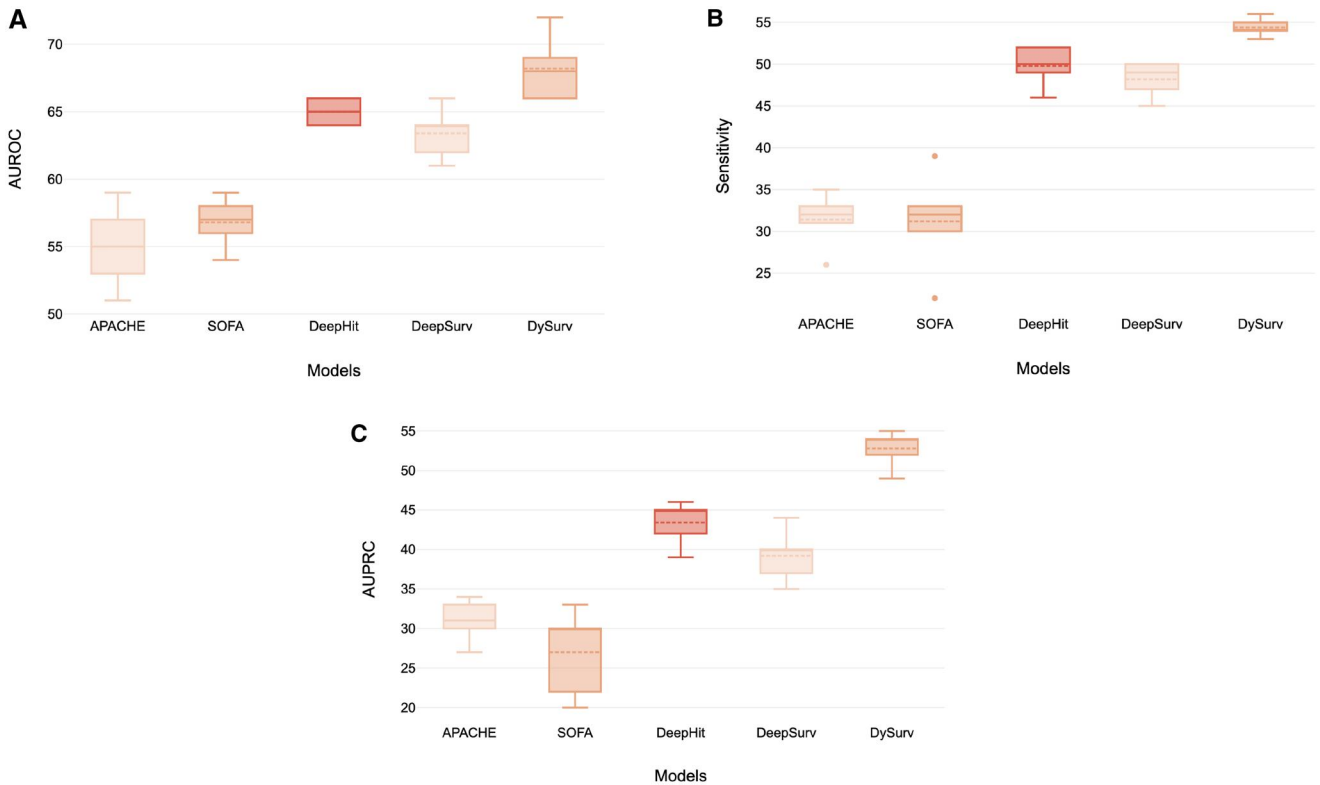 A
AUROC
70
65
60
55
50
APACHE SOFA DeepHit DeepSurv DySurv
Models
B
Sensitivity
55
50
45
40
35
30
25
APACHE SOFA DeepHit DeepSurv DySurv
Models
C
AUPRC
55
50
45
40
35
30
25
20
APACHE SOFA DeepHit DeepSurv DySurv
Models